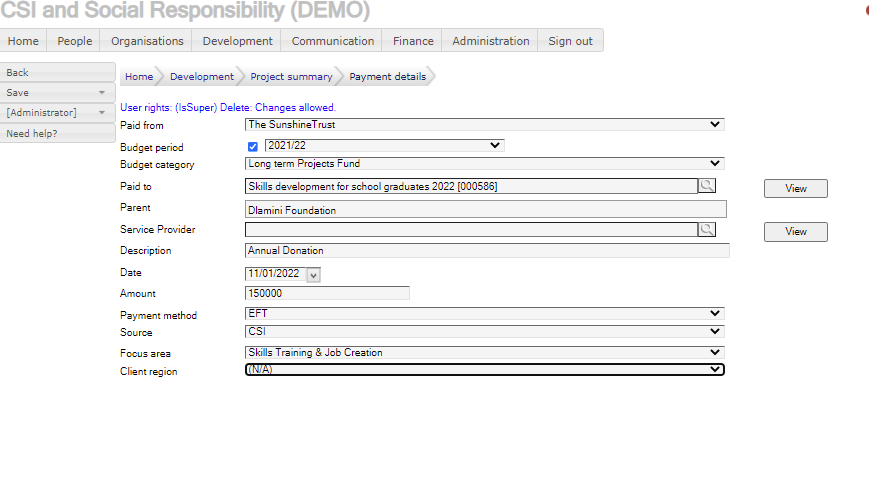 CSI and Social Responsibility (DEMO)
Home People Organisations Development Communication Finance Administration Sign out
Back
Save
[Administrator]
Need help?
Home Development Project summary Payment details
User rights: (IsSuper) Delete: Changes allowed.
Paid from The SunshineTrust
Budget period 2021/22
Budget category Long term Projects Fund
Paid to Skills development for school graduates 2022 [000586] View
Parent Dlamini Foundation
Service Provider View
Description Annual Donation
Date 11/01/2022
Amount 150000
Payment method EFT
Source CSI
Focus area Skills Training & Job Creation
Client region (N/A)